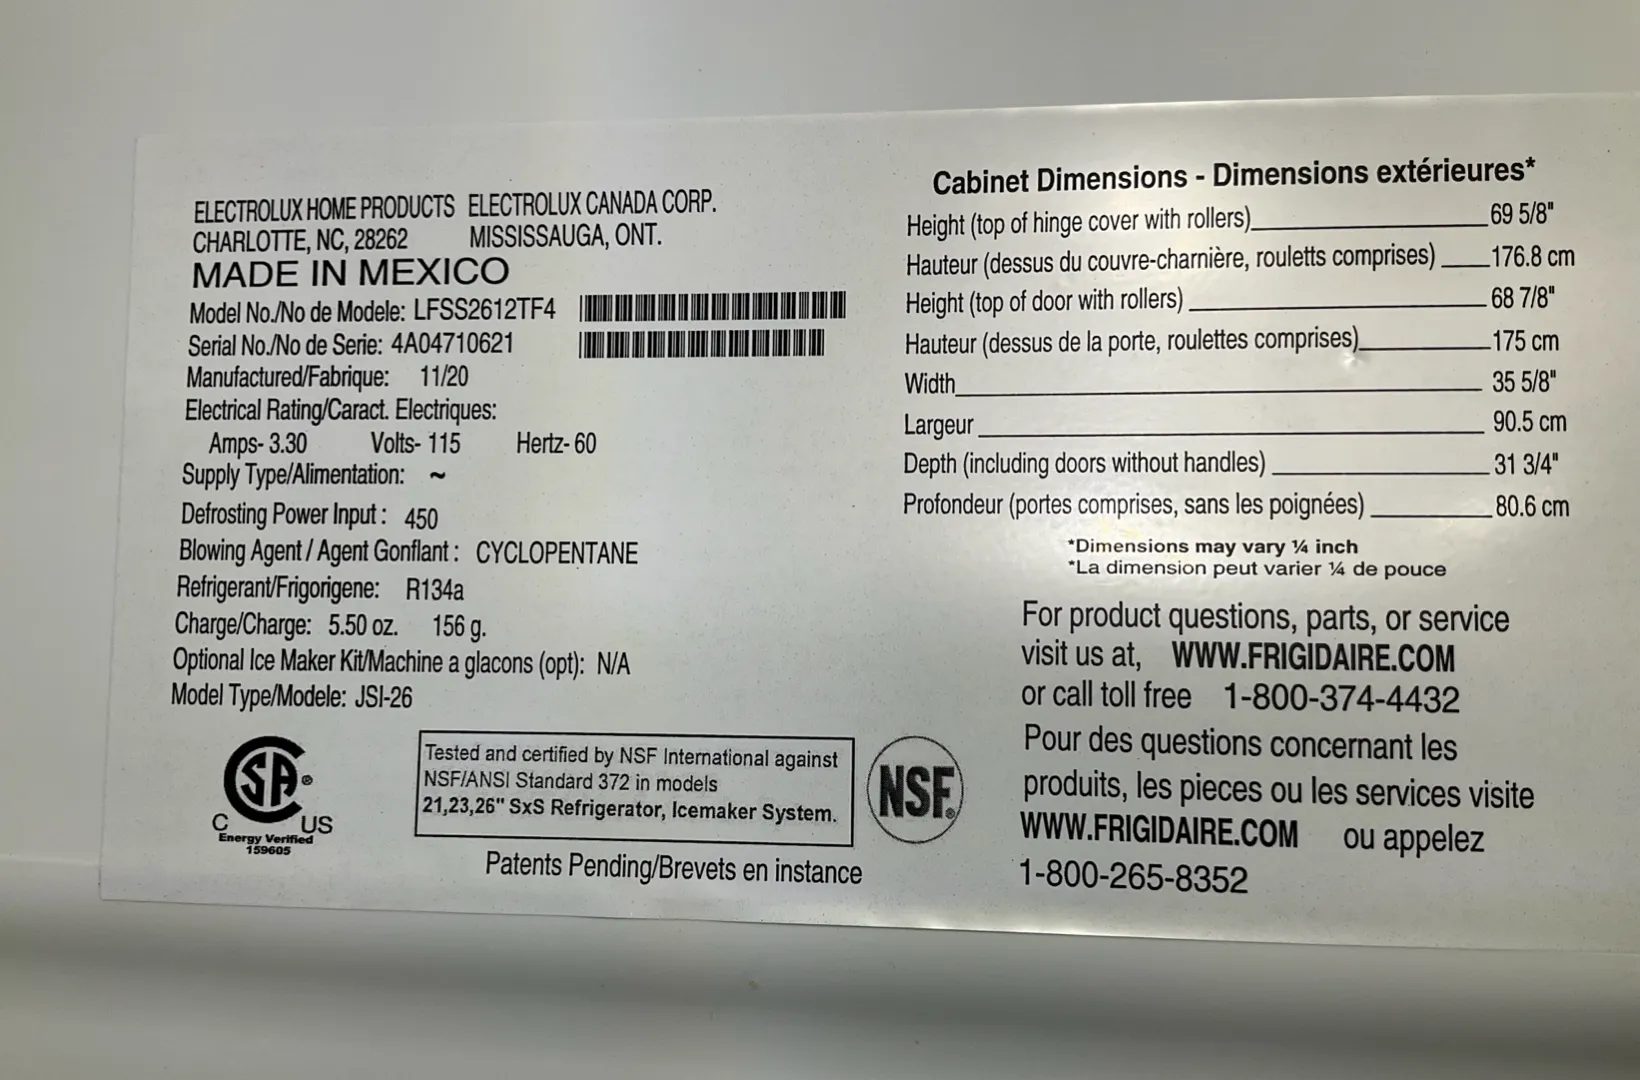 ELECTROLUX HOME PRODUCTS ELECTROLUX CANADA CORP.
CHARLOTTE, NC, 28262 MISSISSAUGA, ONT.
MADE IN MEXICO
Model No./No de Modele: LFSS2612TF4
Serial No./No de Serie: 4A04710621
Manufactured/Fabrique: 11/20
Electrical Rating/Caract. Electriques:
Amps- 3.30 Volts- 115 Hertz- 60
Supply Type/Alimentation: ~
Defrosting Power Input : 450
Blowing Agent / Agent Gonflant : CYCLOPENTANE
Refrigerant/Frigorigene: R134a
Charge/Charge: 5.50 oz. 156 g.
Optional Ice Maker Kit/Machine a glacons (opt): N/A
Model Type/Modele: JSI-26
CSA®
C US
Energy Verified
159605
Tested and certified by NSF International against
NSF/ANSI Standard 372 in models
21,23,26" SxS Refrigerator, Icemaker System.
NSF®
Patents Pending/Brevets en instance
Cabinet Dimensions - Dimensions extérieures*
Height (top of hinge cover with rollers) 69 5/8"
Hauteur (dessus du couvre-charnière, rouletts comprises) 176.8 cm
Height (top of door with rollers) 68 7/8"
Hauteur (dessus de la porte, roulettes comprises) 175 cm
Width 35 5/8"
Largeur 90.5 cm
Depth (including doors without handles) 31 3/4"
Profondeur (portes comprises, sans les poignées) 80.6 cm
*Dimensions may vary ¼ inch
*La dimension peut varier ¼ de pouce
For product questions, parts, or service
visit us at, WWW.FRIGIDAIRE.COM
or call toll free 1-800-374-4432
Pour des questions concernant les
produits, les pieces ou les services visite
WWW.FRIGIDAIRE.COM ou appelez
1-800-265-8352